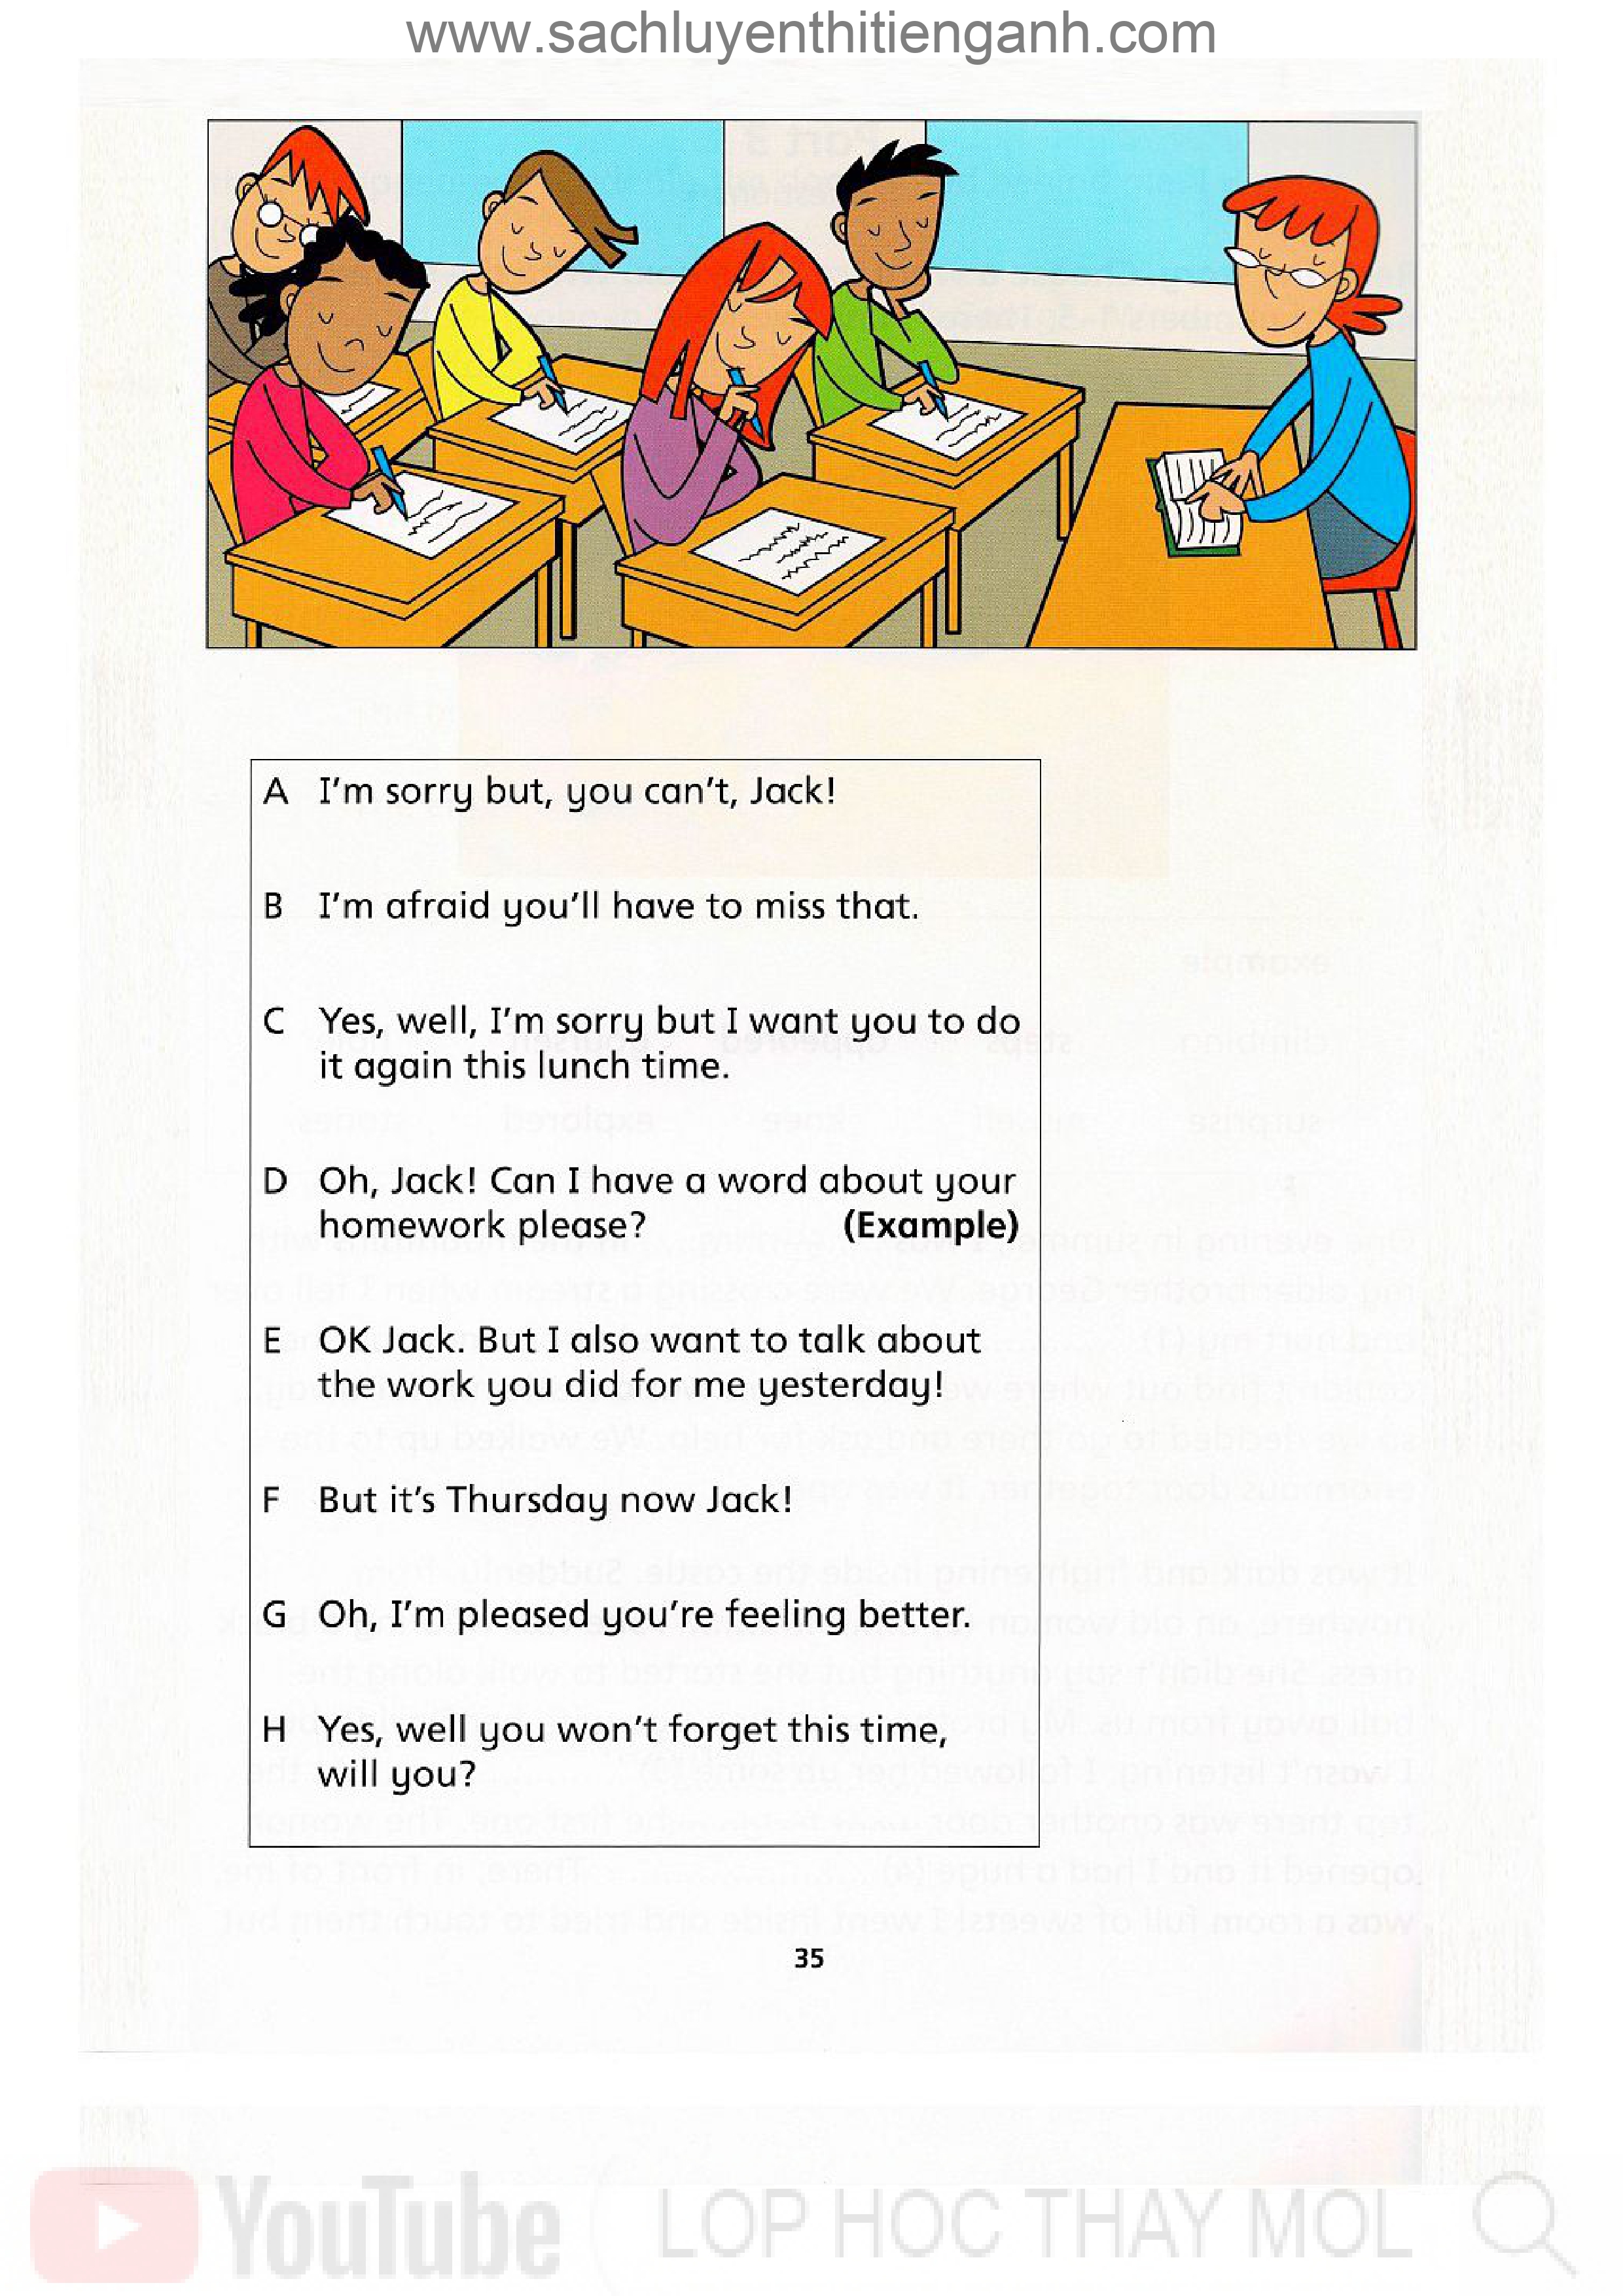 www.sachluyenthitienganh.com
A I'm sorry but, you can't, Jack!
B I'm afraid you'll have to miss that.
C Yes, well, I'm sorry but I want you to do
it again this lunch time.
D Oh, Jack! Can I have a word about your
homework please? (Example)
E OK Jack. But I also want to talk about
the work you did for me yesterday!
F But it's Thursday now Jack!
G Oh, I'm pleased you're feeling better.
H Yes, well you won't forget this time,
will you?
35
YouTube LOP HOC THAY MOL